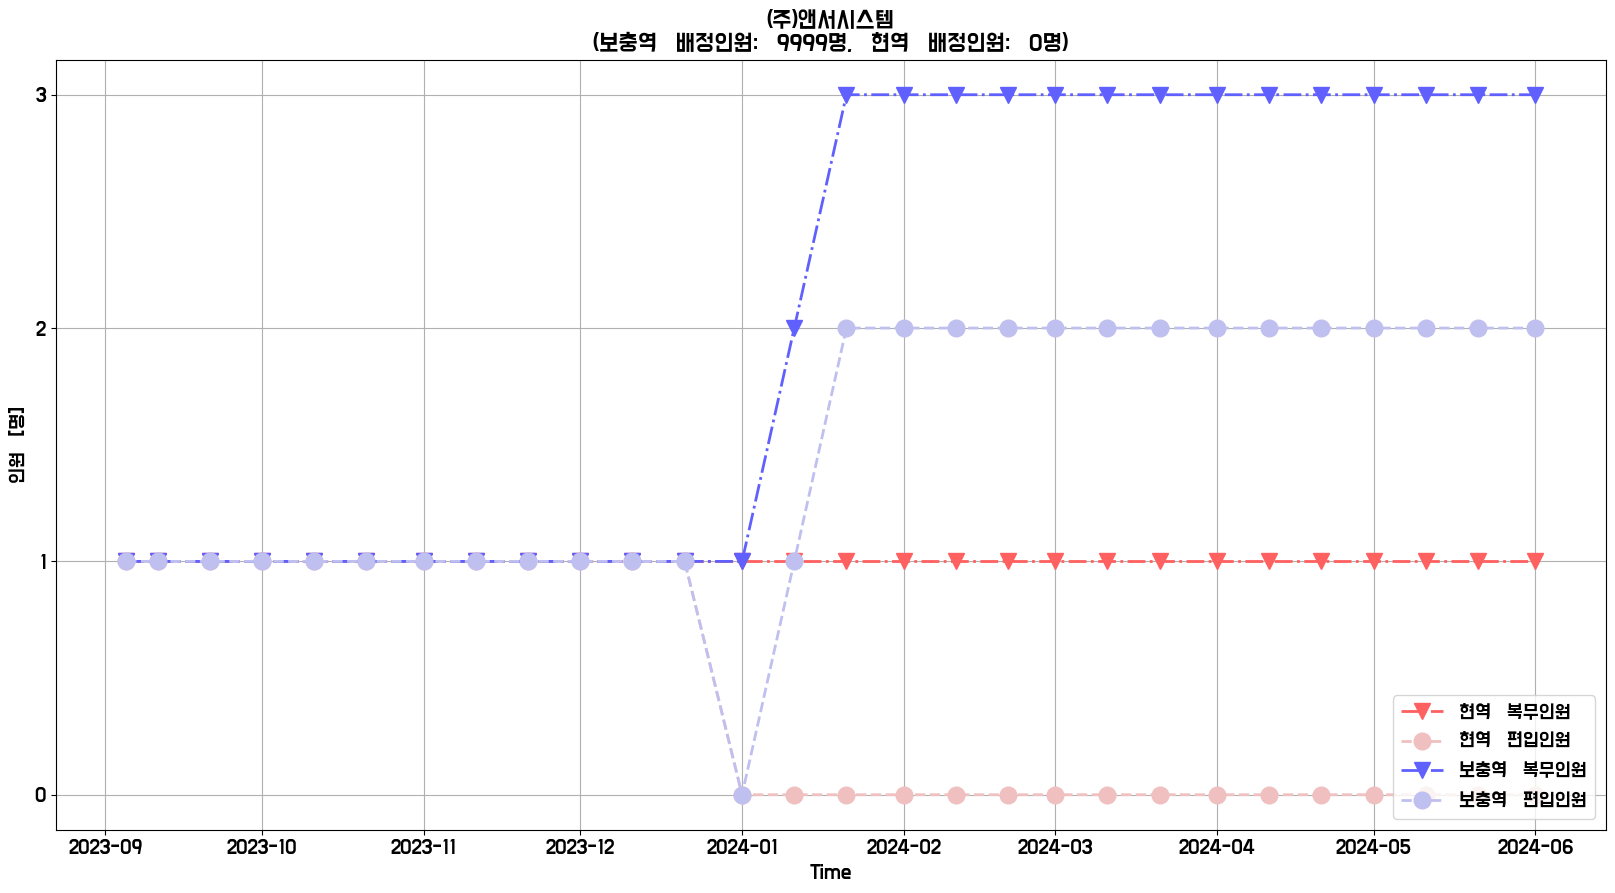 (주)앤서시스템
(보충역 배정인원: 9999명, 현역 배정인원: 0명)
3
2
1
0
인원 [명]
2023-09 2023-10 2023-11 2023-12 2024-01 2024-02 2024-03 2024-04 2024-05 2024-06
Time
현역 복무인원
현역 편입인원
보충역 복무인원
보충역 편입인원